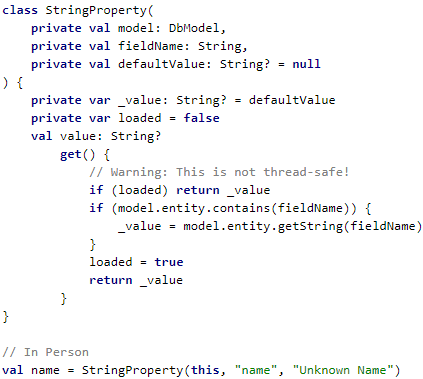 class StringProperty(
    private val model: DbModel,
    private val fieldName: String,
    private val defaultValue: String? = null
) {
    private var _value: String? = defaultValue
    private var loaded = false
    val value: String?
        get() {
            // Warning: This is not thread-safe!
            if (loaded) return _value
            if (model.entity.contains(fieldName)) {
                _value = model.entity.getString(fieldName)
            }
            loaded = true
            return _value
        }
}

// In Person
val name = StringProperty(this, "name", "Unknown Name")